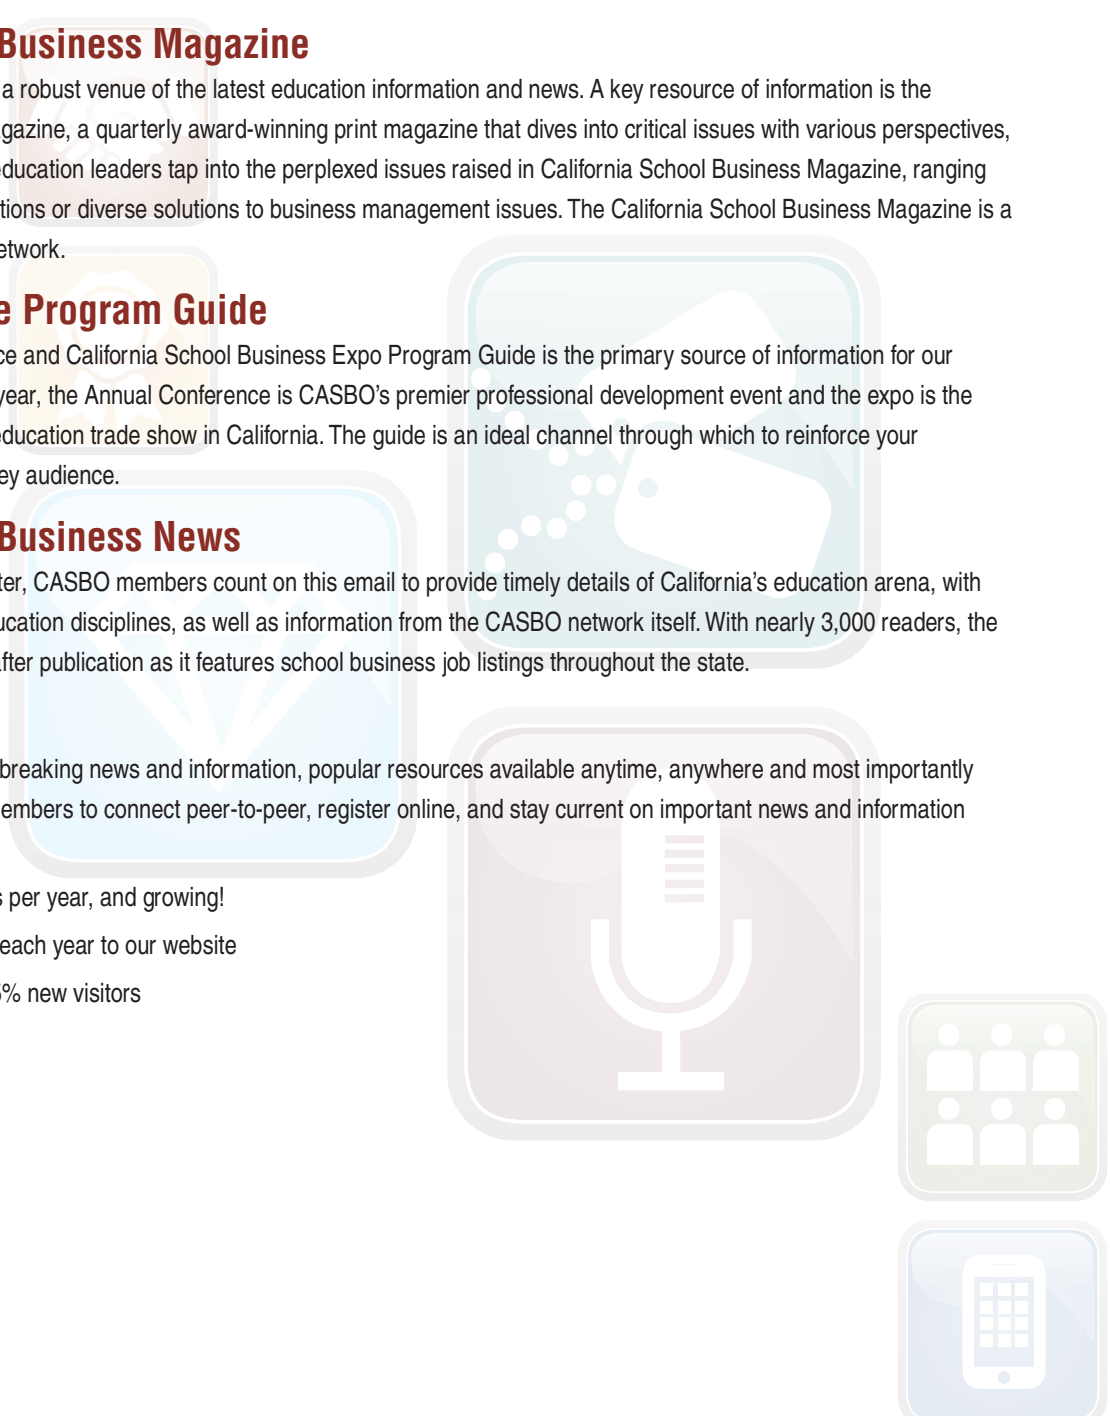 Business Magazine
a robust venue of the latest education information and news. A key resource of information is the
agazine, a quarterly award-winning print magazine that dives into critical issues with various perspectives,
education leaders tap into the perplexed issues raised in California School Business Magazine, ranging
tions or diverse solutions to business management issues. The California School Business Magazine is a
etwork.
e Program Guide
ce and California School Business Expo Program Guide is the primary source of information for our
year, the Annual Conference is CASBO’s premier professional development event and the expo is the
education trade show in California. The guide is an ideal channel through which to reinforce your
ey audience.
Business News
ter, CASBO members count on this email to provide timely details of California’s education arena, with
ucation disciplines, as well as information from the CASBO network itself. With nearly 3,000 readers, the
after publication as it features school business job listings throughout the state.
breaking news and information, popular resources available anytime, anywhere and most importantly
embers to connect peer-to-peer, register online, and stay current on important news and information
s per year, and growing!
each year to our website
% new visitors